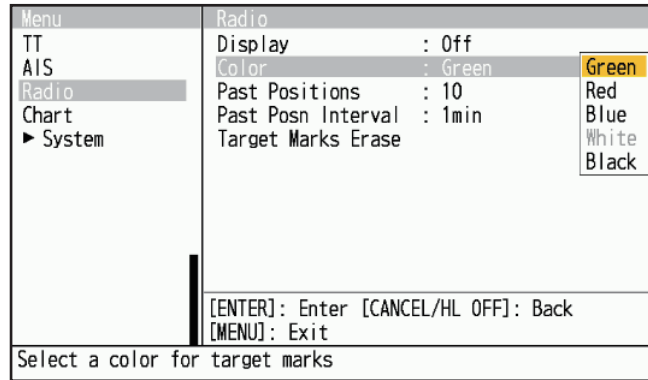 Menu
TT
AIS
Radio
Chart
► System
Radio
Display : Off
Color : Green
Past Positions : 10
Past Posn Interval : 1min
Target Marks Erase
Green
Red
Blue
White
Black
[ENTER]: Enter [CANCEL/HL OFF]: Back
[MENU]: Exit
Select a color for target marks